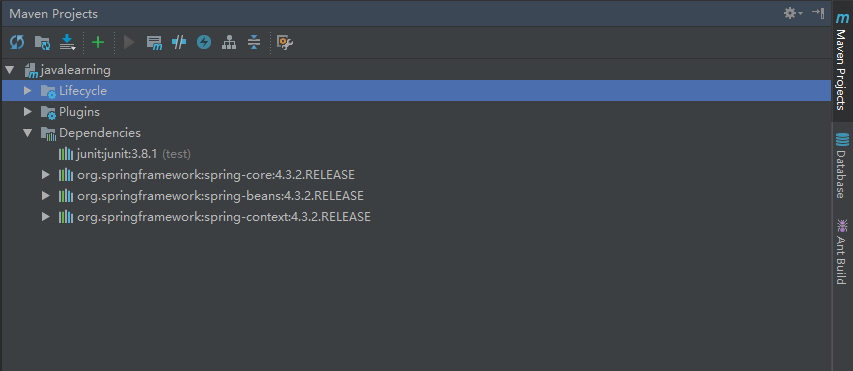 Maven Projects
javalearning
Lifecycle
Plugins
Dependencies
junit:junit:3.8.1 (test)
org.springframework:spring-core:4.3.2.RELEASE
org.springframework:spring-beans:4.3.2.RELEASE
org.springframework:spring-context:4.3.2.RELEASE
Maven Projects
Database
Ant Build